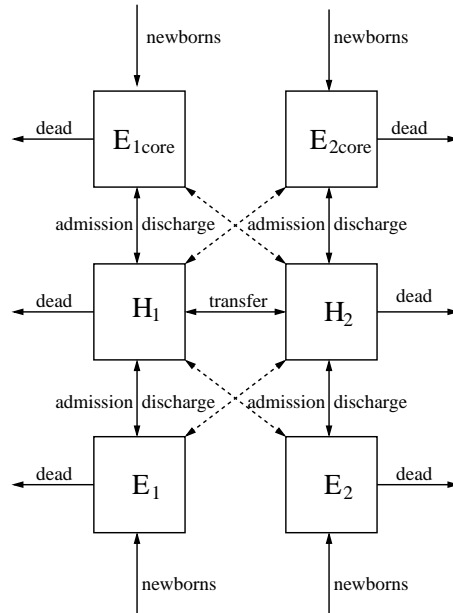 newborns newborns
dead E1core E2core dead
admission discharge admission discharge
dead H1 transfer H2 dead
admission discharge admission discharge
dead E1 E2 dead
newborns newborns